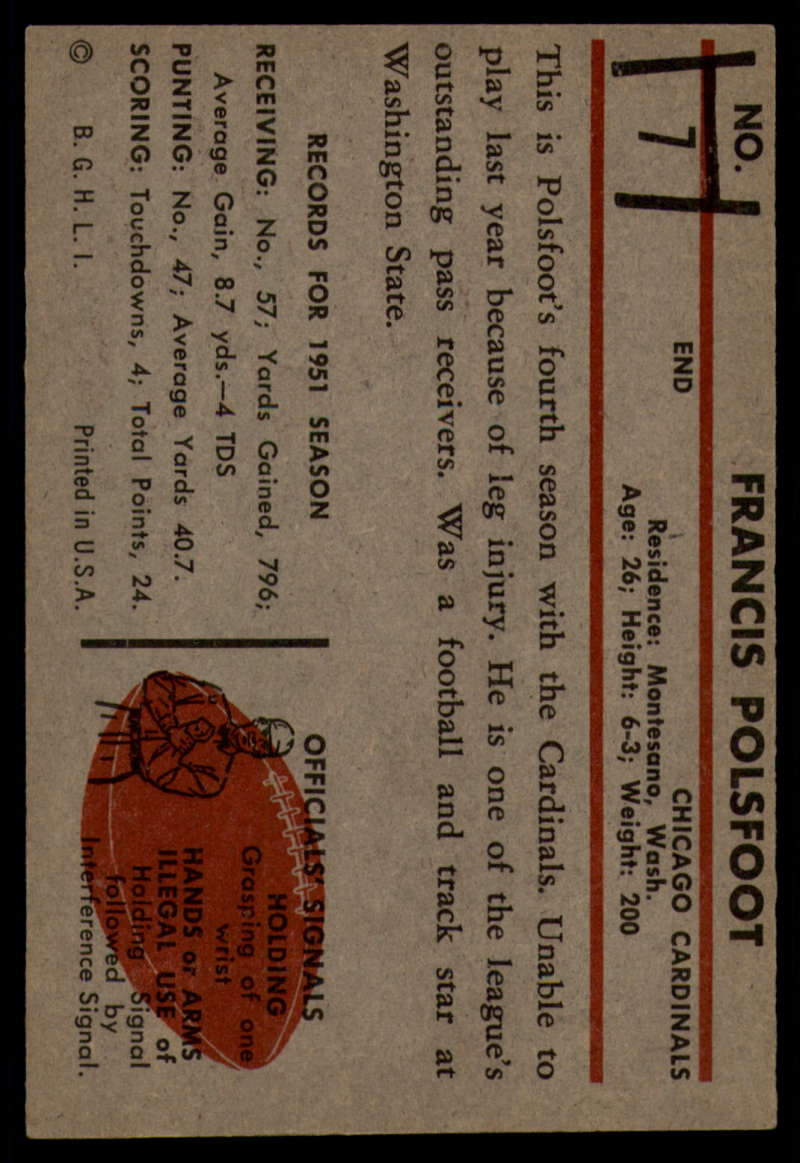 NO.
7
FRANCIS POLSFOOT
END
CHICAGO CARDINALS
Residence: Montesano, Wash.
Age: 26; Height: 6-3; Weight: 200
This is Polsfoot's fourth season with the Cardinals. Unable to
play last year because of leg injury. He is one of the league's
outstanding pass receivers. Was a football and track star at
Washington State.
RECORDS FOR 1951 SEASON
RECEIVING: No., 57; Yards Gained, 796;
Average Gain, 8.7 yds.—4 TDS
PUNTING: No., 47; Average Yards 40.7.
SCORING: Touchdowns, 4; Total Points, 24.
© B. G. H. L. I.
Printed in U.S.A.
OFFICIALS' SIGNALS
HOLDING
Grasping of one
wrist
HANDS or ARMS
ILLEGAL USE of
Holding Signal
followed by
Interference Signal.